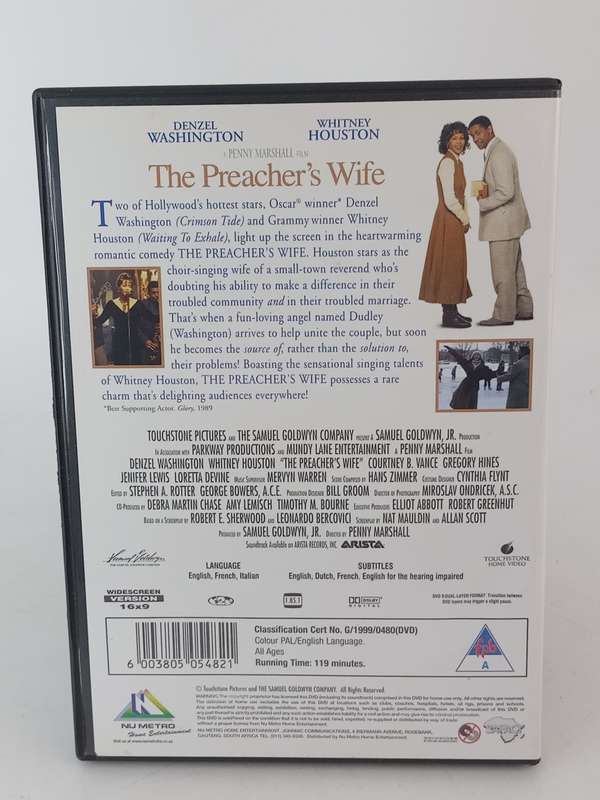 DENZEL WASHINGTON
WHITNEY HOUSTON
A PENNY MARSHALL FILM
The Preacher's Wife
Two of Hollywood's hottest stars, Oscar® winner* Denzel
Washington (Crimson Tide) and Grammy winner Whitney
Houston (Waiting To Exhale), light up the screen in the heartwarming
romantic comedy THE PREACHER'S WIFE. Houston stars as the
choir-singing wife of a small-town reverend who's
doubting his ability to make a difference in their
troubled community and in their troubled marriage.
That's when a fun-loving angel named Dudley
(Washington) arrives to help unite the couple, but soon
he becomes the source of, rather than the solution to,
their problems! Boasting the sensational singing talents
of Whitney Houston, THE PREACHER'S WIFE possesses a rare
charm that's delighting audiences everywhere!
*Best Supporting Actor. Glory, 1989
TOUCHSTONE PICTURES AND THE SAMUEL GOLDWYN COMPANY PRESENT A SAMUEL GOLDWYN, JR. PRODUCTION
IN ASSOCIATION WITH PARKWAY PRODUCTIONS AND MUNDY LANE ENTERTAINMENT A PENNY MARSHALL FILM
DENZEL WASHINGTON WHITNEY HOUSTON "THE PREACHER'S WIFE" COURTNEY B. VANCE GREGORY HINES
JENIFER LEWIS LORETTA DEVINE MUSIC SUPERVISOR MERVYN WARREN SCORE COMPOSED BY HANS ZIMMER COSTUME DESIGNER CYNTHIA FLYNT
EDITED BY STEPHEN A. ROTTER GEORGE BOWERS, A.C.E. PRODUCTION DESIGNER BILL GROOM DIRECTOR OF PHOTOGRAPHY MIROSLAV ONDRICEK, A.S.C.
CO-PRODUCED BY DEBRA MARTIN CHASE AMY LEMISCH TIMOTHY M. BOURNE EXECUTIVE PRODUCERS ELLIOT ABBOTT ROBERT GREENHUT
BASED ON A SCREENPLAY BY ROBERT E. SHERWOOD AND LEONARDO BERCOVICI SCREENPLAY BY NAT MAULDIN AND ALLAN SCOTT
PRODUCED BY SAMUEL GOLDWYN, JR. DIRECTED BY PENNY MARSHALL
Soundtrack Available on ARISTA RECORDS, INC. ARISTA
LANGUAGE
English, French, Italian
SUBTITLES
English, Dutch, French, English for the hearing impaired
TOUCHSTONE
HOME VIDEO
WIDESCREEN
VERSION
16x9
1.85:1
DOLBY
DIGITAL
DVD 9 DUAL LAYER FORMAT Transition between
DVD layers may trigger a slight pause.
6 003805 054821
Classification Cert No. G/1999/0480(DVD)
Colour PAL/English Language.
All Ages
Running Time: 119 minutes.
fpb
A
© Touchstone Pictures and THE SAMUEL GOLDWYN COMPANY. All Rights Reserved.
NU METRO
Home Entertainment